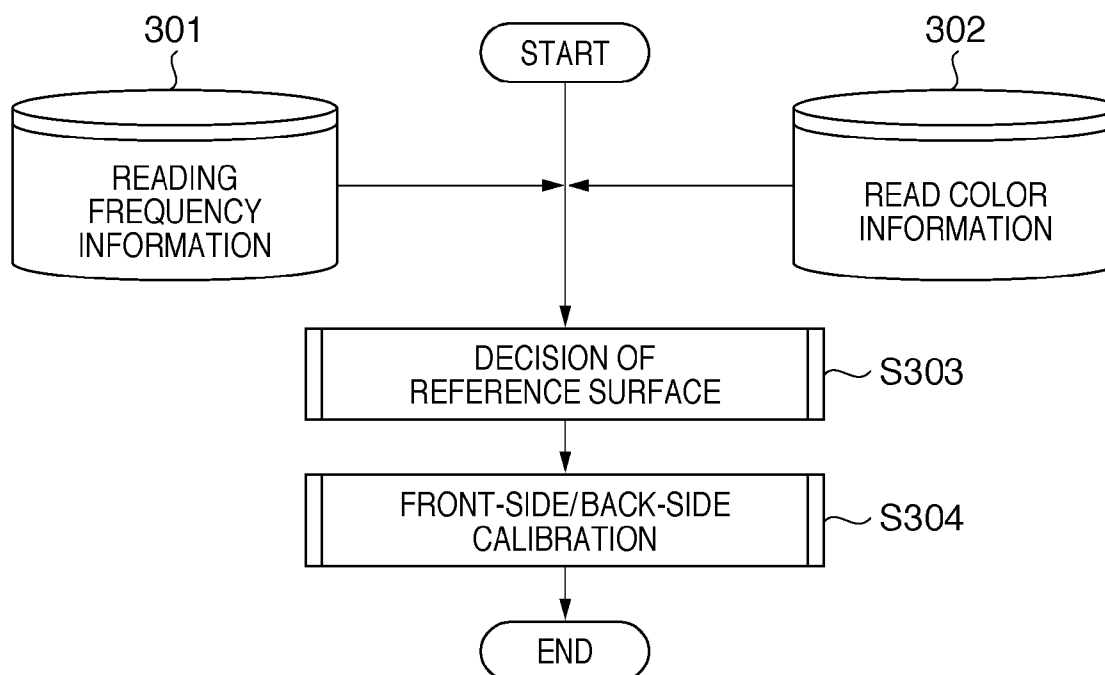 301
START
302
READING
FREQUENCY
INFORMATION
READ COLOR
INFORMATION
DECISION OF
REFERENCE SURFACE
S303
FRONT-SIDE/BACK-SIDE
CALIBRATION
S304
END